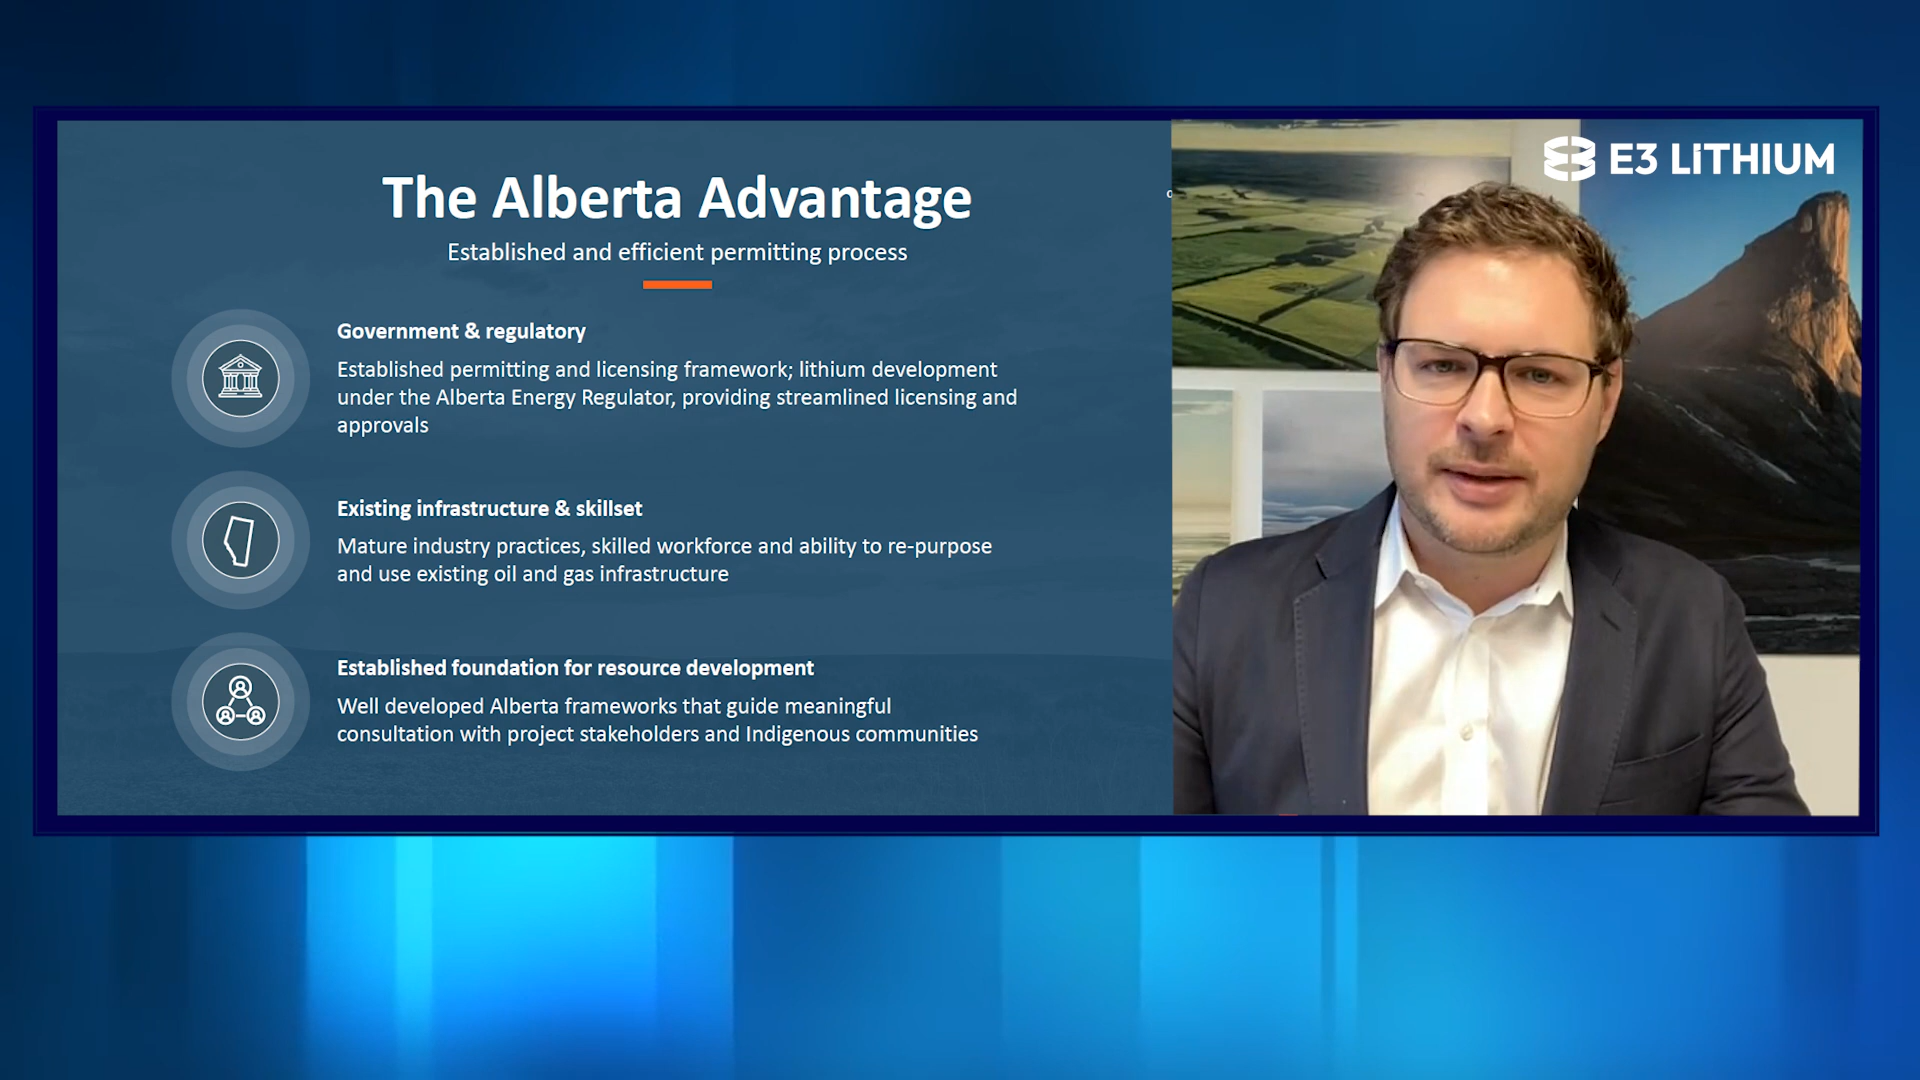 The Alberta Advantage
Established and efficient permitting process
Government & regulatory
Established permitting and licensing framework; lithium development
under the Alberta Energy Regulator, providing streamlined licensing and
approvals
Existing infrastructure & skillset
Mature industry practices, skilled workforce and ability to re-purpose
and use existing oil and gas infrastructure
Established foundation for resource development
Well developed Alberta frameworks that guide meaningful
consultation with project stakeholders and Indigenous communities
E3 LITHIUM